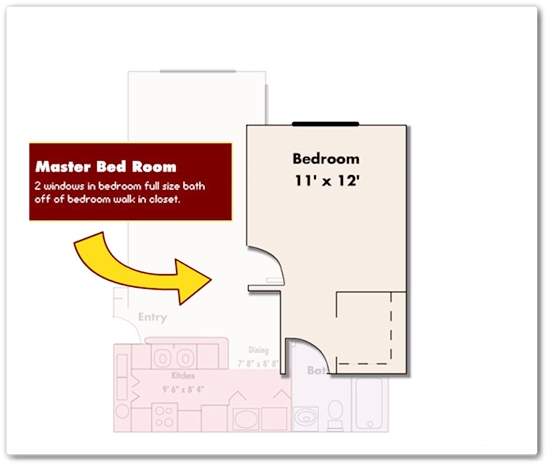 Bedroom
11' x 12'
Master Bed Room
2 windows in bedroom full size bath
off of bedroom walk in closet.
Entry
Dining
7' 8" x 8' 8"
Kitchen
9' 6" x 8' 4"
Bat